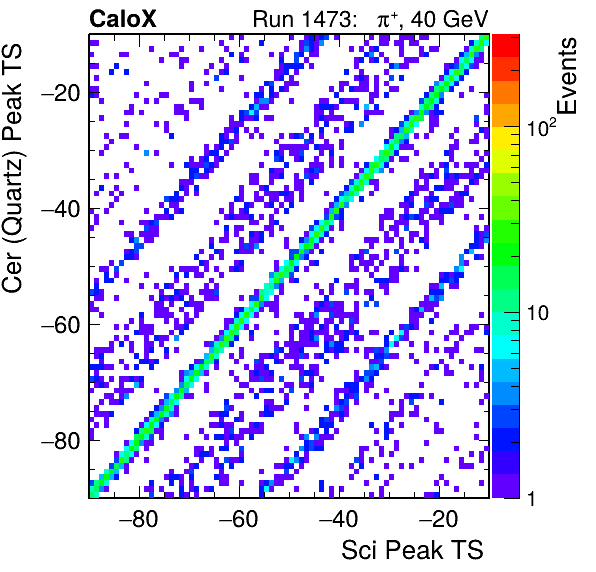 CaloX Run 1473: π⁺, 40 GeV
Cer (Quartz) Peak TS
−20
−40
−60
−80
−80 −60 −40 −20
Sci Peak TS
Events
10²
10
1